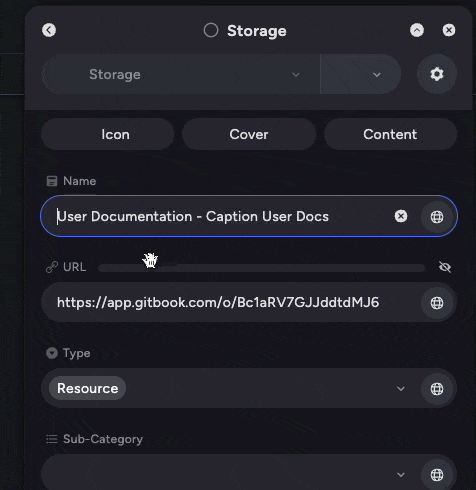 Storage
Storage
Icon Cover Content
Name
User Documentation - Caption User Docs
URL
https://app.gitbook.com/o/Bc1aRV7GJJddtdMJ6
Type
Resource
Sub-Category